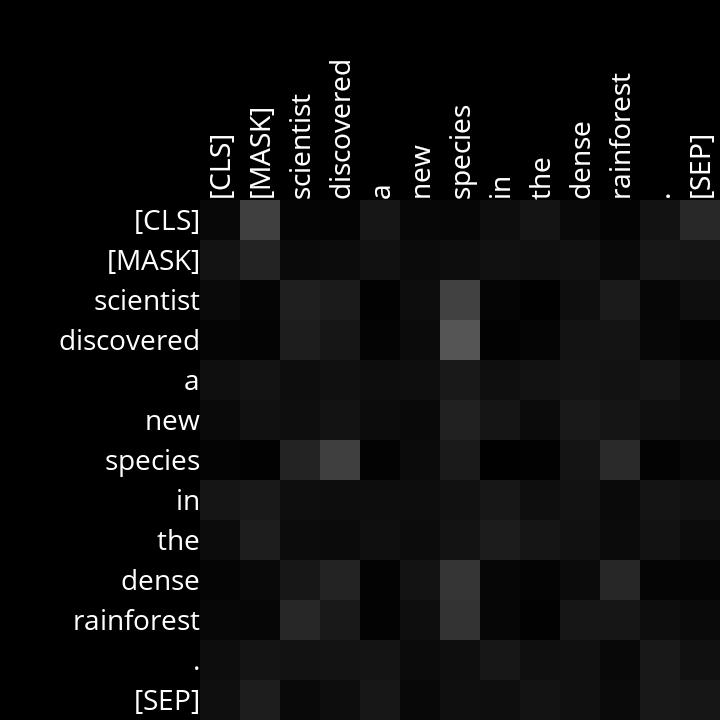 [CLS]
[MASK]
scientist
discovered
a
new
species
in
the
dense
rainforest
.
[SEP]
[CLS]
[MASK]
scientist
discovered
a
new
species
in
the
dense
rainforest
.
[SEP]